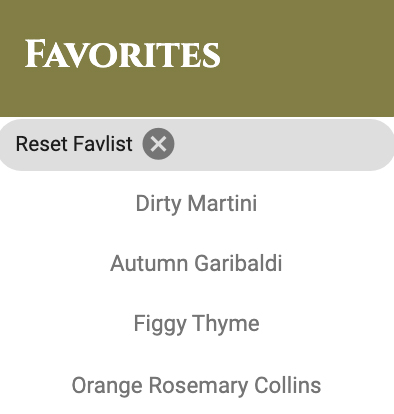 Favorites
Reset Favlist
Dirty Martini
Autumn Garibaldi
Figgy Thyme
Orange Rosemary Collins